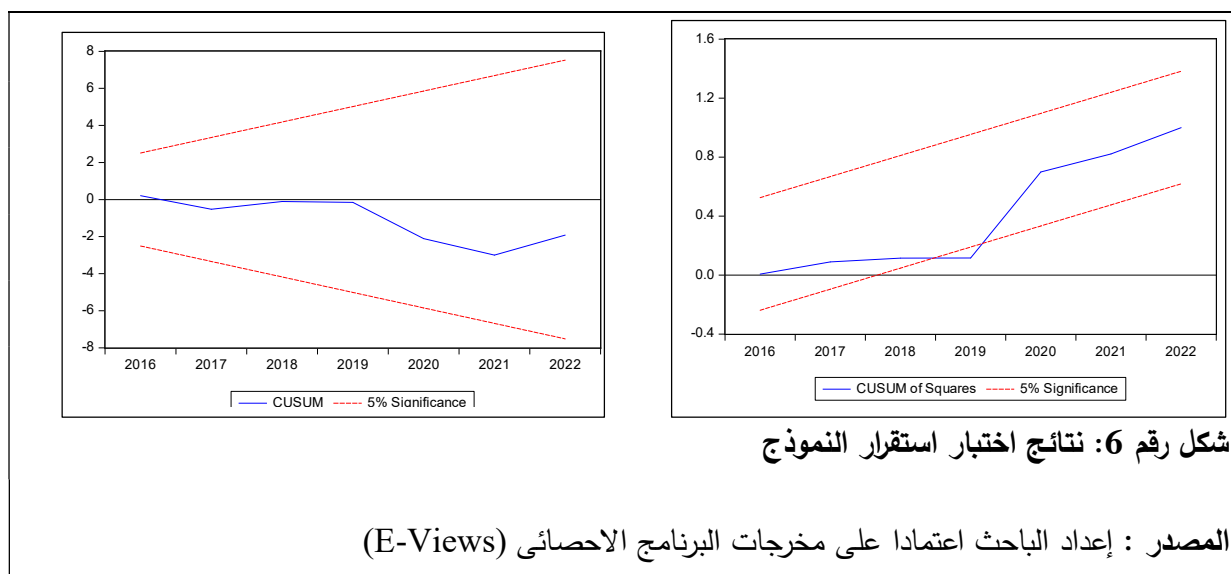 8
6
4
2
0
-2
-4
-6
-8
2016 2017 2018 2019 2020 2021 2022
CUSUM 5% Significance
1.6
1.2
0.8
0.4
0.0
-0.4
2016 2017 2018 2019 2020 2021 2022
CUSUM of Squares 5% Significance
شكل رقم 6: نتائج اختبار استقرار النموذج
المصدر : إعداد الباحث اعتمادا على مخرجات البرنامج الاحصائى (E-Views)